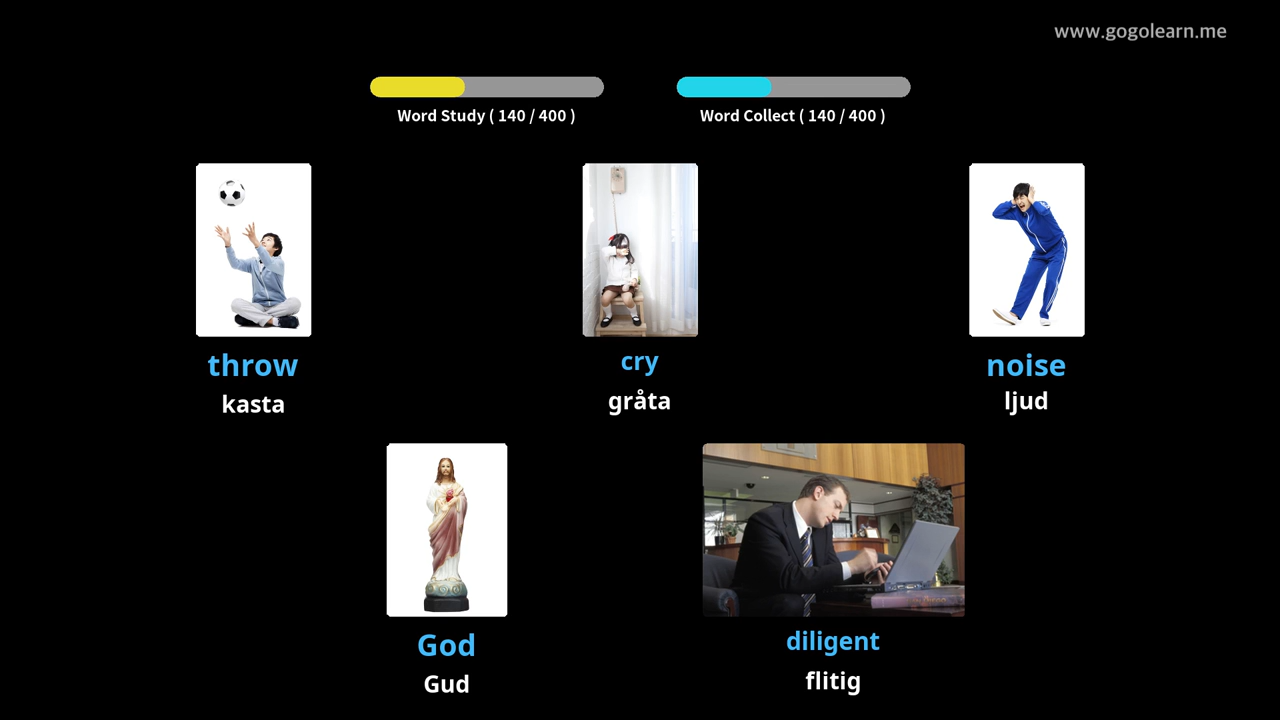 www.gogolearn.me
Word Study ( 140 / 400 )
Word Collect ( 140 / 400 )
throw
kasta
cry
gråta
noise
ljud
God
Gud
diligent
flitig